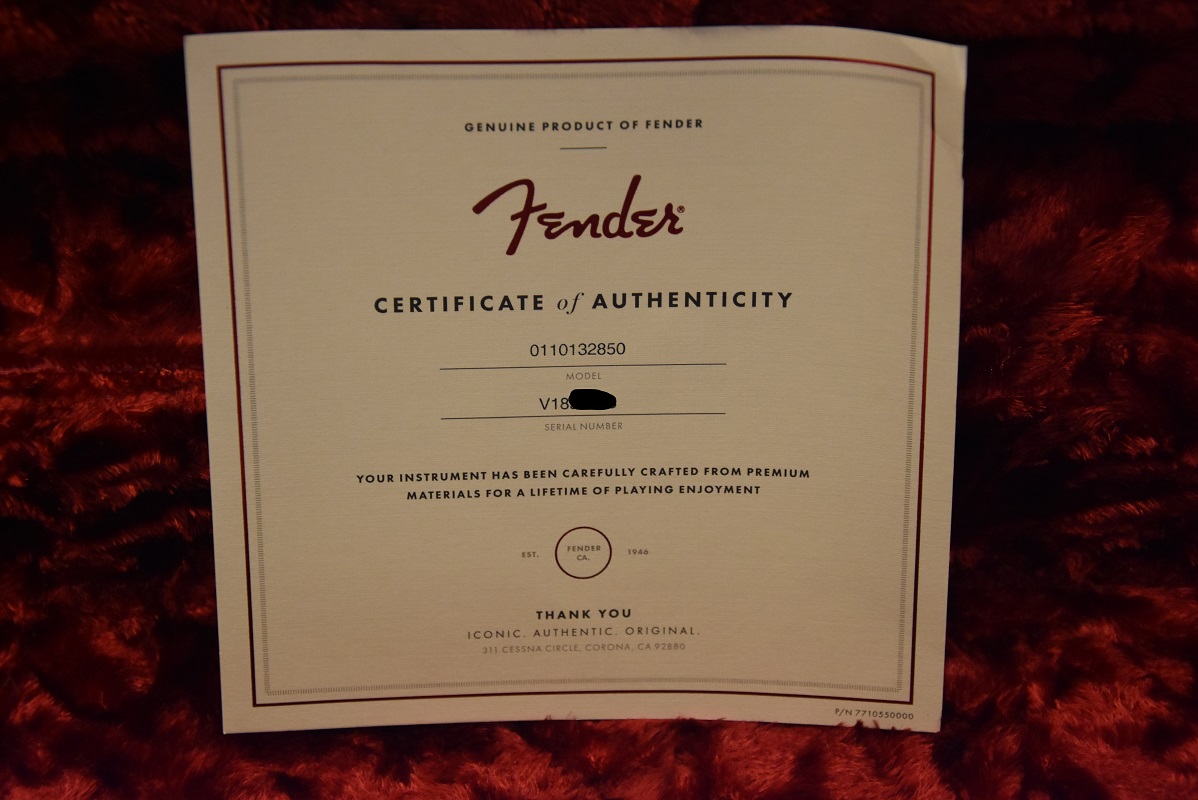 GENUINE PRODUCT OF FENDER
Fender®
CERTIFICATE of AUTHENTICITY
0110132850
MODEL
V18
SERIAL NUMBER
YOUR INSTRUMENT HAS BEEN CAREFULLY CRAFTED FROM PREMIUM
MATERIALS FOR A LIFETIME OF PLAYING ENJOYMENT
EST. FENDER CA. 1946
THANK YOU
ICONIC. AUTHENTIC. ORIGINAL.
311 CESSNA CIRCLE, CORONA, CA 92880
P/N 7710550000